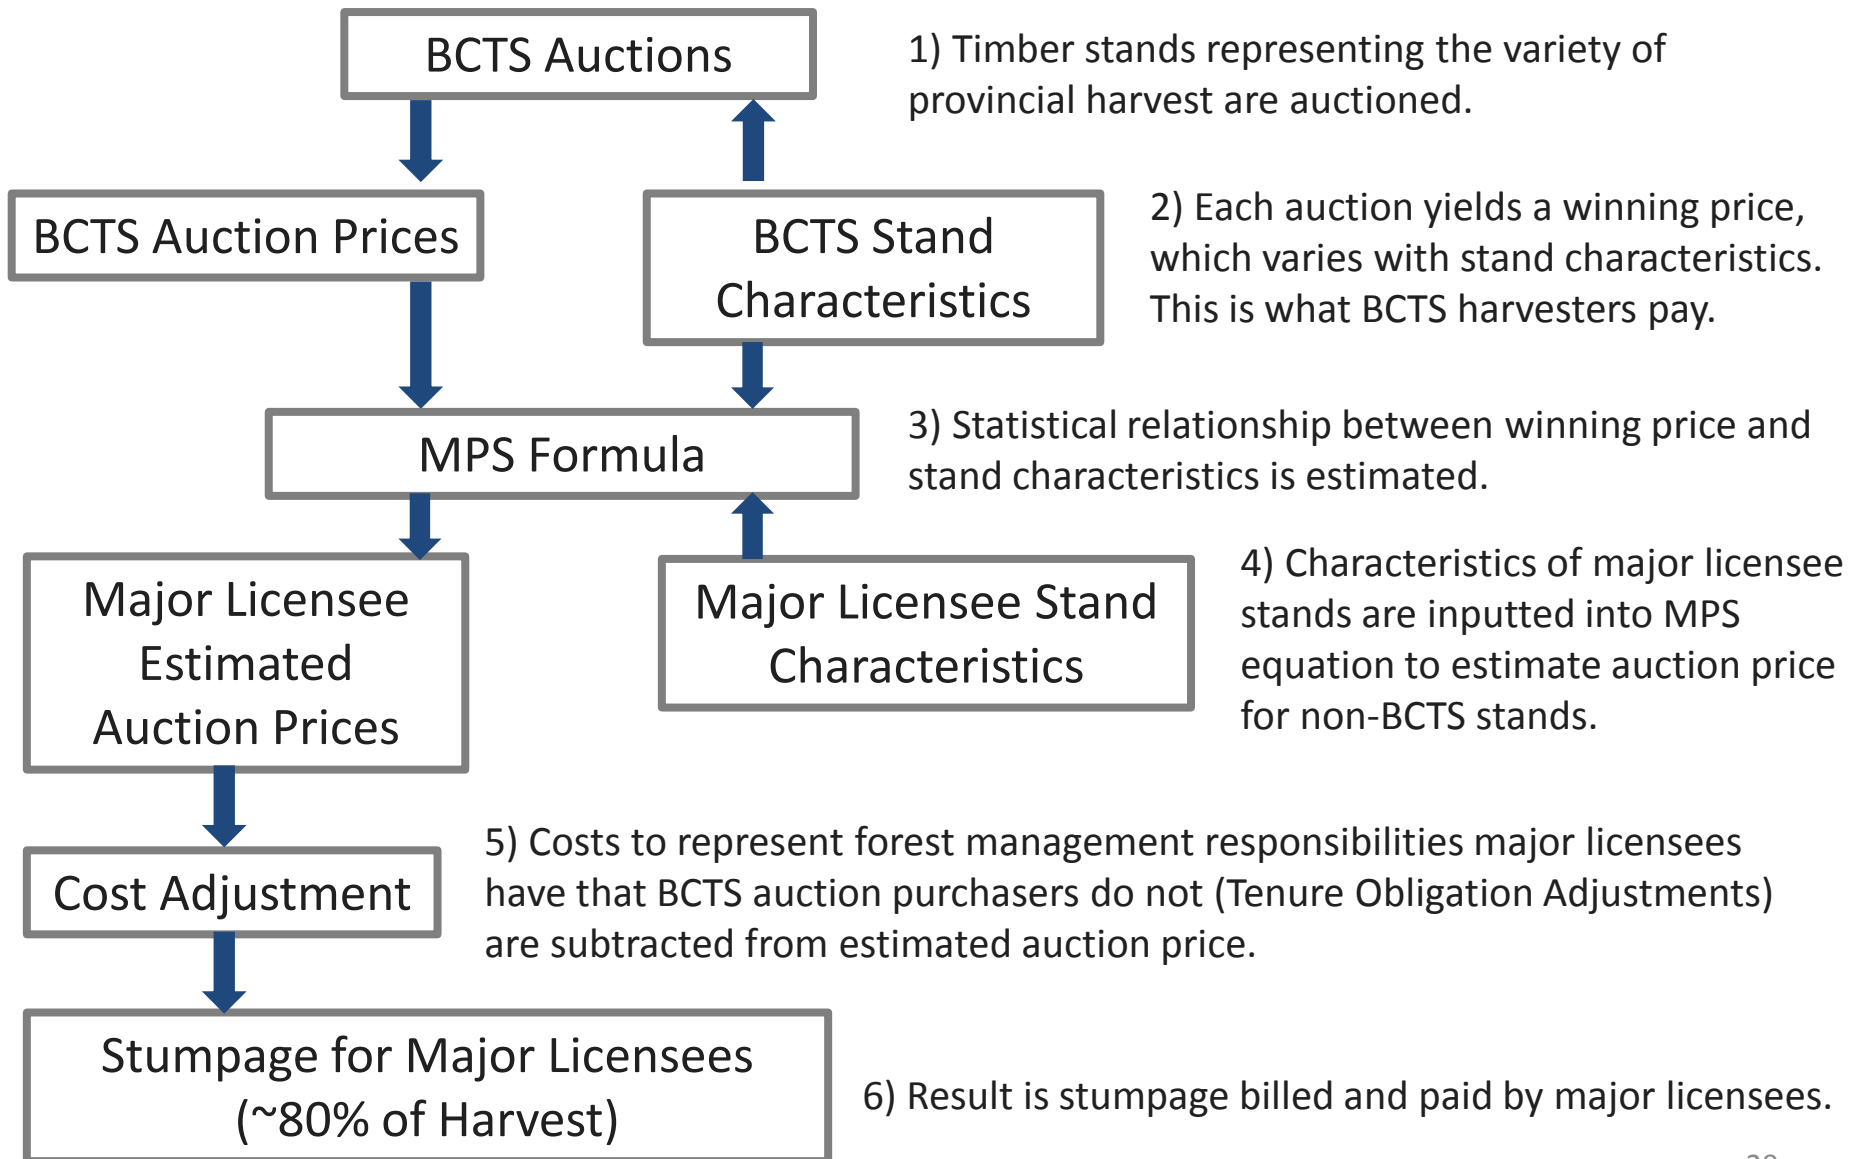 BCTS Auctions
1) Timber stands representing the variety of
provincial harvest are auctioned.
BCTS Auction Prices
BCTS Stand
Characteristics
2) Each auction yields a winning price,
which varies with stand characteristics.
This is what BCTS harvesters pay.
MPS Formula
3) Statistical relationship between winning price and
stand characteristics is estimated.
Major Licensee
Estimated
Auction Prices
Major Licensee Stand
Characteristics
4) Characteristics of major licensee
stands are inputted into MPS
equation to estimate auction price
for non-BCTS stands.
Cost Adjustment
5) Costs to represent forest management responsibilities major licensees
have that BCTS auction purchasers do not (Tenure Obligation Adjustments)
are subtracted from estimated auction price.
Stumpage for Major Licensees
(~80% of Harvest)
6) Result is stumpage billed and paid by major licensees.